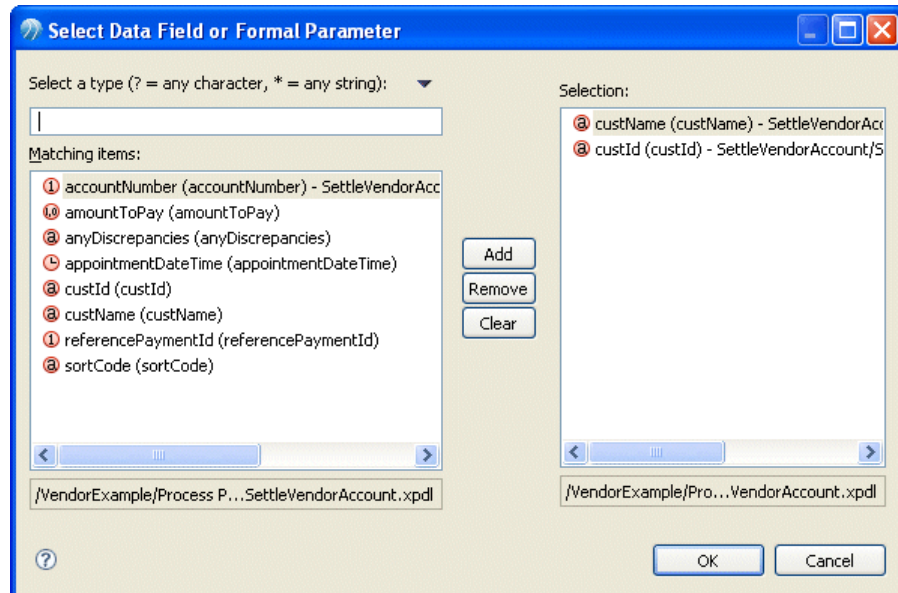 Select Data Field or Formal Parameter
Select a type (? = any character, * = any string):
Matching items:
accountNumber (accountNumber) - SettleVendorAcc
amountToPay (amountToPay)
anyDiscrepancies (anyDiscrepancies)
appointmentDateTime (appointmentDateTime)
custId (custId)
custName (custName)
referencePaymentId (referencePaymentId)
sortCode (sortCode)
/VendorExample/Process P...SettleVendorAccount.xpdl
Add
Remove
Clear
Selection:
custName (custName) - SettleVendorAcc
custId (custId) - SettleVendorAccount/S
/VendorExample/Pro...VendorAccount.xpdl
?
OK
Cancel